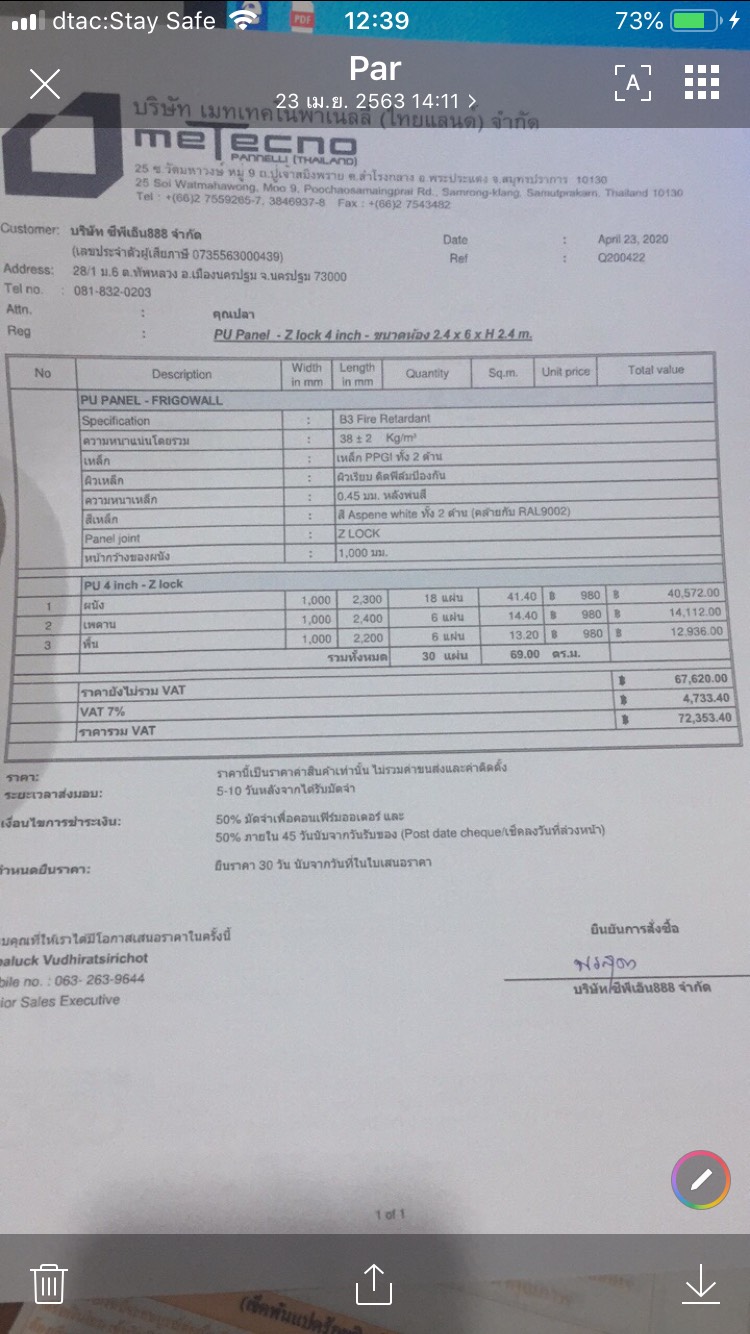 dtac:Stay Safe 12:39 73%
PDF
Par
23 เม.ย. 2563 14:11 >
A
บริษัท เมทเทคโนพาเนลลี่ (ไทยแลนด์) จำกัด
meTecno
PANNELLI (THAILAND)
25 ซ.วัดมหาวงษ์ หมู่ 9 ถ.ปู่เจ้าสมิงพราย ต.สำโรงกลาง อ.พระประแดง จ.สมุทรปราการ 10130
25 Soi Watmahawong, Moo 9, Poochaosamaingprai Rd., Samrong-klang, Samutprakarn, Thailand 10130
Tel : +(66)2 7559265-7, 3846937-8 Fax : +(66)2 7543482
Customer: บริษัท ซีพีเอ็น888 จำกัด Date : April 23, 2020
(เลขประจำตัวผู้เสียภาษี 0735563000439) Ref : Q200422
Address: 28/1 ม.6 ต.ทัพหลวง อ.เมืองนครปฐม จ.นครปฐม 73000
Tel no. : 081-832-0203
Attn. : คุณเปลา
Reg : PU Panel - Z lock 4 inch - ขนาดห้อง 2.4 x 6 x H 2.4 m.
No Description Width in mm Length in mm Quantity Sq.m. Unit price Total value
PU PANEL - FRIGOWALL
Specification : B3 Fire Retardant
ความหนาแน่นโดยรวม : 38 ± 2 Kg/m³
เหล็ก : เหล็ก PPGI ทั้ง 2 ด้าน
ผิวเหล็ก : ผิวเรียบ ติดฟิล์มป้องกัน
ความหนาเหล็ก : 0.45 มม. หลังพ่นสี
สีเหล็ก : สี Aspene white ทั้ง 2 ด้าน (คล้ายกับ RAL9002)
Panel joint : Z LOCK
หน้ากว้างของผนัง : 1,000 มม.
PU 4 inch - Z lock
1 ผนัง 1,000 2,300 18 แผ่น 41.40 ฿ 980 ฿ 40,572.00
2 เพดาน 1,000 2,400 6 แผ่น 14.40 ฿ 980 ฿ 14,112.00
3 พื้น 1,000 2,200 6 แผ่น 13.20 ฿ 980 ฿ 12,936.00
รวมทั้งหมด 30 แผ่น 69.00 ตร.ม.
ราคายังไม่รวม VAT ฿ 67,620.00
VAT 7% ฿ 4,733.40
ราคารวม VAT ฿ 72,353.40
ราคา: ราคานี้เป็นราคาค่าสินค้าเท่านั้น ไม่รวมค่าขนส่งและค่าติดตั้ง
ระยะเวลาส่งมอบ: 5-10 วันหลังจากได้รับมัดจำ
เงื่อนไขการชำระเงิน: 50% มัดจำเพื่อคอนเฟิร์มออเดอร์ และ
50% ภายใน 45 วันนับจากวันรับของ (Post date cheque/เช็คลงวันที่ล่วงหน้า)
กำหนดยืนราคา: ยืนราคา 30 วัน นับจากวันที่ในใบเสนอราคา
บคุณที่ให้เราได้มีโอกาสเสนอราคาในครั้งนี้ ยืนยันการสั่งซื้อ
aluck Vudhiratsirichot
bile no. : 063- 263-9644
ior Sales Executive บริษัท ซีพีเอ็น888 จำกัด
1 of 1